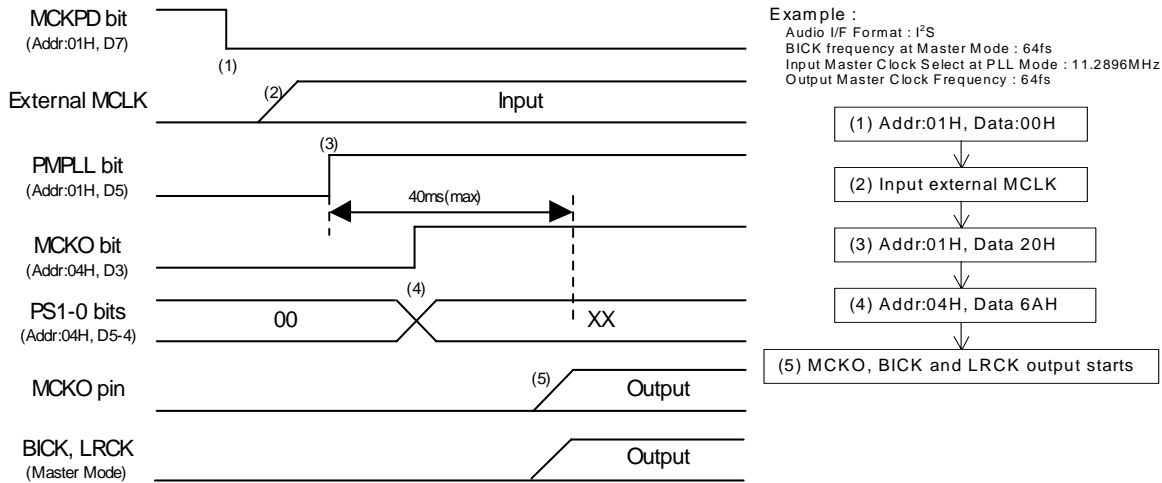 MCKPD bit
(Addr:01H, D7)
(1)
External MCLK
(2)
Input
PMPLL bit
(Addr:01H, D5)
(3)
40ms(max)
MCKO bit
(Addr:04H, D3)
PS1-0 bits
(Addr:04H, D5-4)
00
(4)
XX
MCKO pin
(5)
Output
BICK, LRCK
(Master Mode)
Output
Example :
Audio I/F Format : I²S
BICK frequency at Master Mode : 64fs
Input Master Clock Select at PLL Mode : 11.2896MHz
Output Master Clock Frequency : 64fs
(1) Addr:01H, Data:00H
(2) Input external MCLK
(3) Addr:01H, Data 20H
(4) Addr:04H, Data 6AH
(5) MCKO, BICK and LRCK output starts